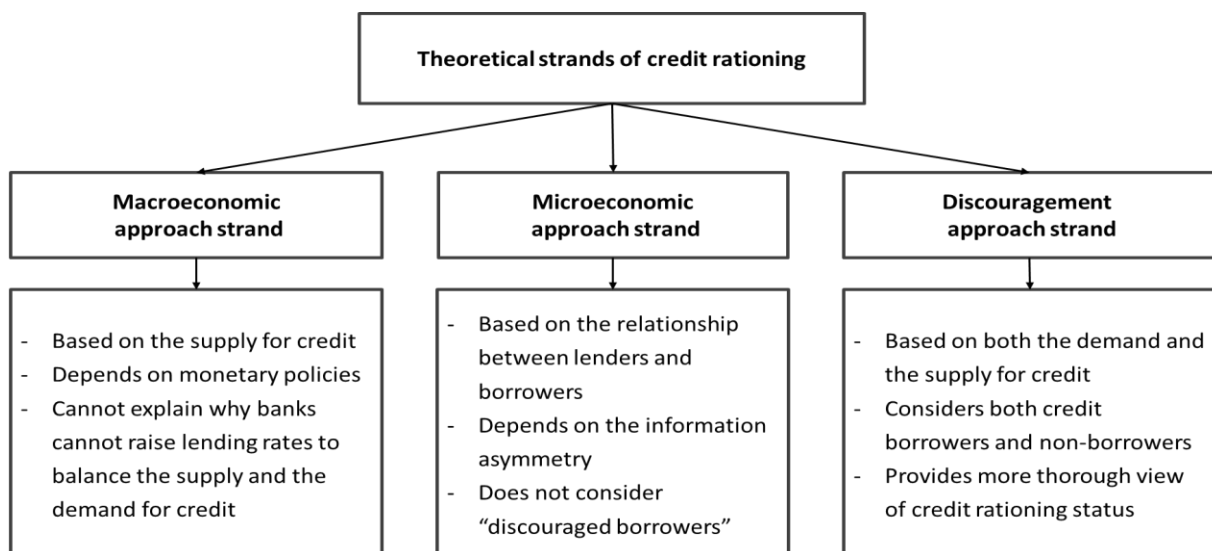 Theoretical strands of credit rationing
Macroeconomic
approach strand
Microeconomic
approach strand
Discouragement
approach strand
- Based on the supply for credit
- Depends on monetary policies
- Cannot explain why banks
cannot raise lending rates to
balance the supply and the
demand for credit
- Based on the relationship
between lenders and
borrowers
- Depends on the information
asymmetry
- Does not consider
“discouraged borrowers”
- Based on both the demand and
the supply for credit
- Considers both credit
borrowers and non-borrowers
- Provides more thorough view
of credit rationing status